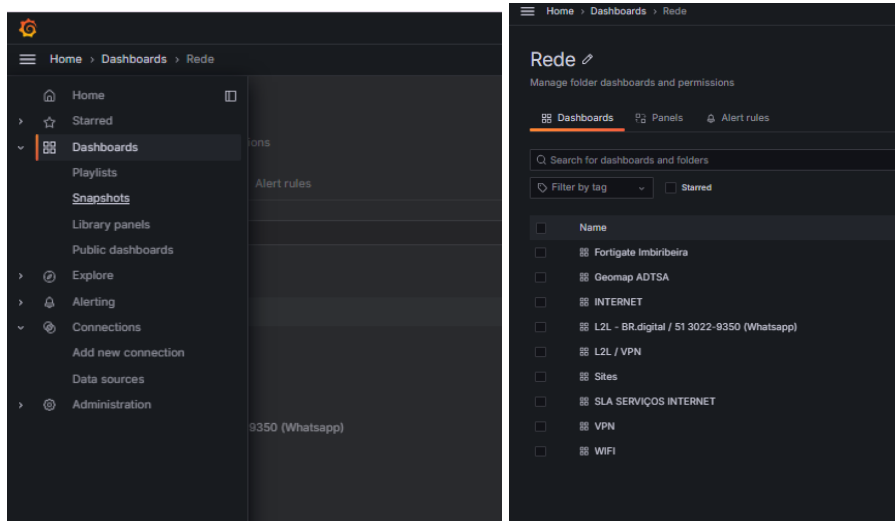 Home > Dashboards > Rede
Home
Starred
Dashboards
Playlists
Snapshots
Library panels
Public dashboards
Explore
Alerting
Connections
Add new connection
Data sources
Administration
ions
Alert rules
9350 (Whatsapp)
Home > Dashboards > Rede
Rede
Manage folder dashboards and permissions
Dashboards Panels Alert rules
Search for dashboards and folders
Filter by tag Starred
Name
Fortigate Imbiribeira
Geomap ADTSA
INTERNET
L2L - BR.digital / 51 3022-9350 (Whatsapp)
L2L / VPN
Sites
SLA SERVIÇOS INTERNET
VPN
WIFI